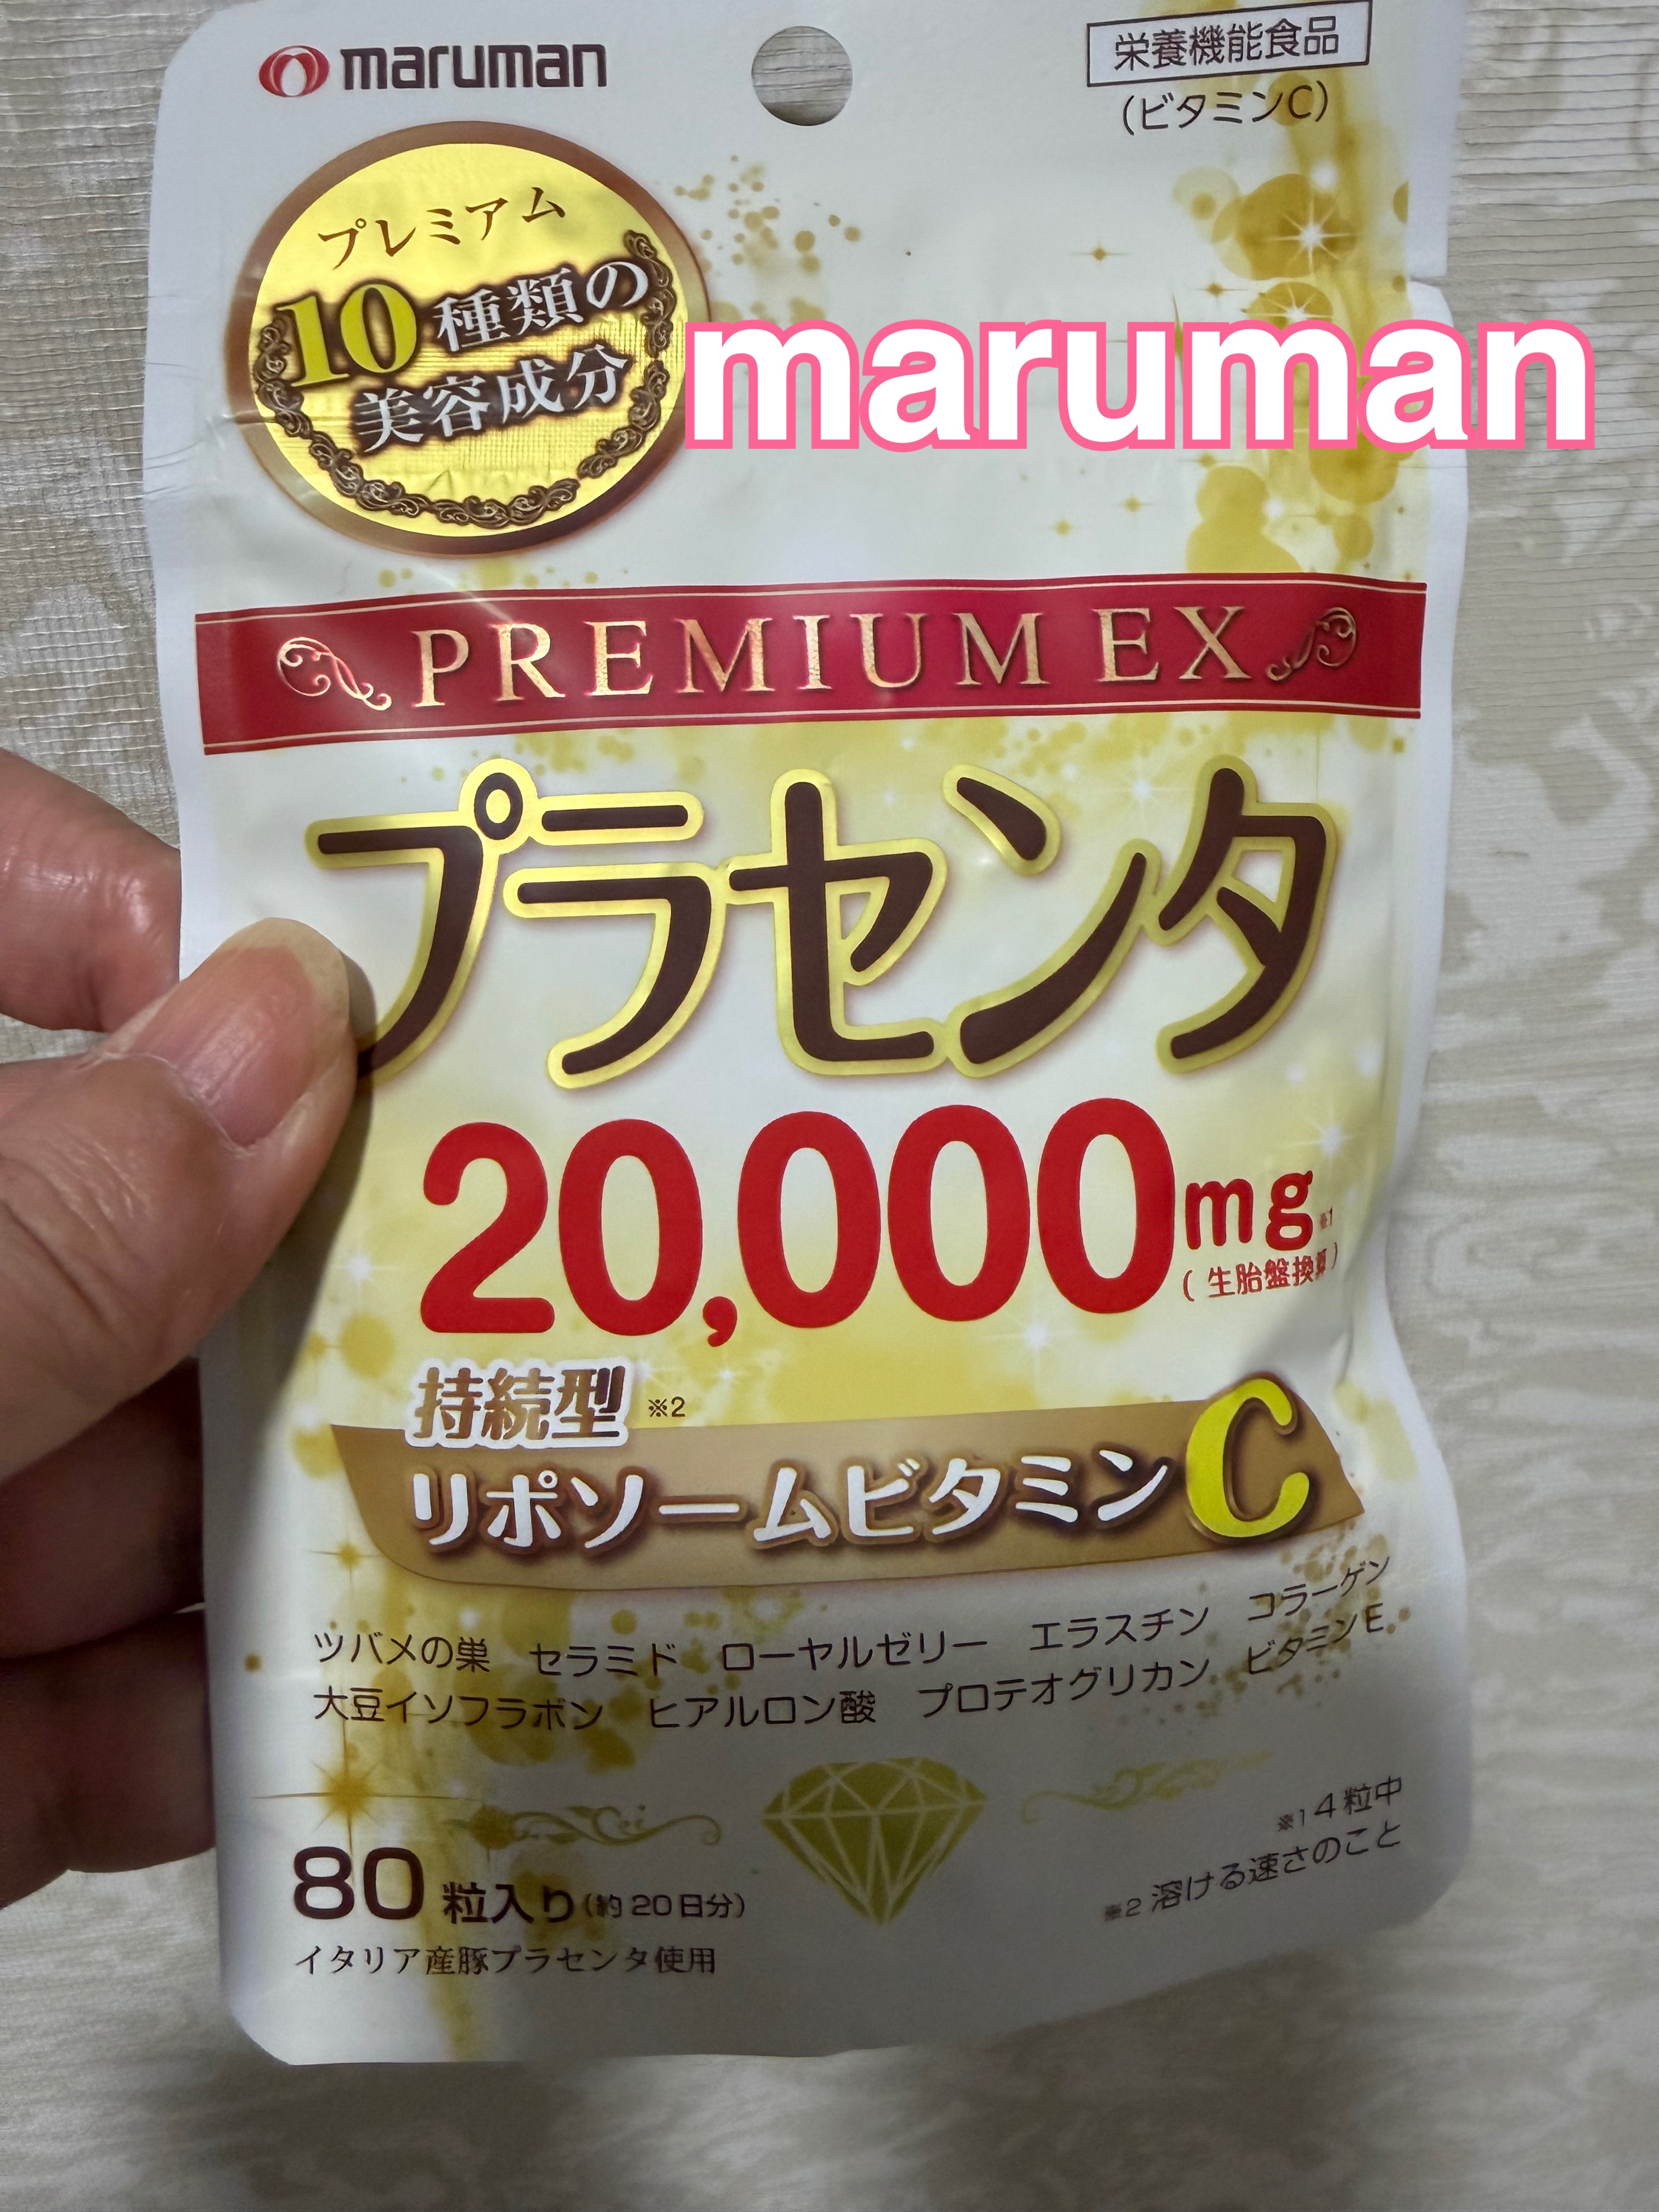 maruman
栄養機能食品
(ビタミンC)
プレミアム
10種類の
美容成分
maruman
PREMIUM EX
プラセンタ
20,000mg※1
(生胎盤換算)
持続型※2
リポソームビタミンC
ツバメの巣 セラミド ローヤルゼリー エラスチン コラーゲン
大豆イソフラボン ヒアルロン酸 プロテオグリカン ビタミンE
※1 4粒中
※2 溶ける速さのこと
80粒入り(約20日分)
イタリア産豚プラセンタ使用